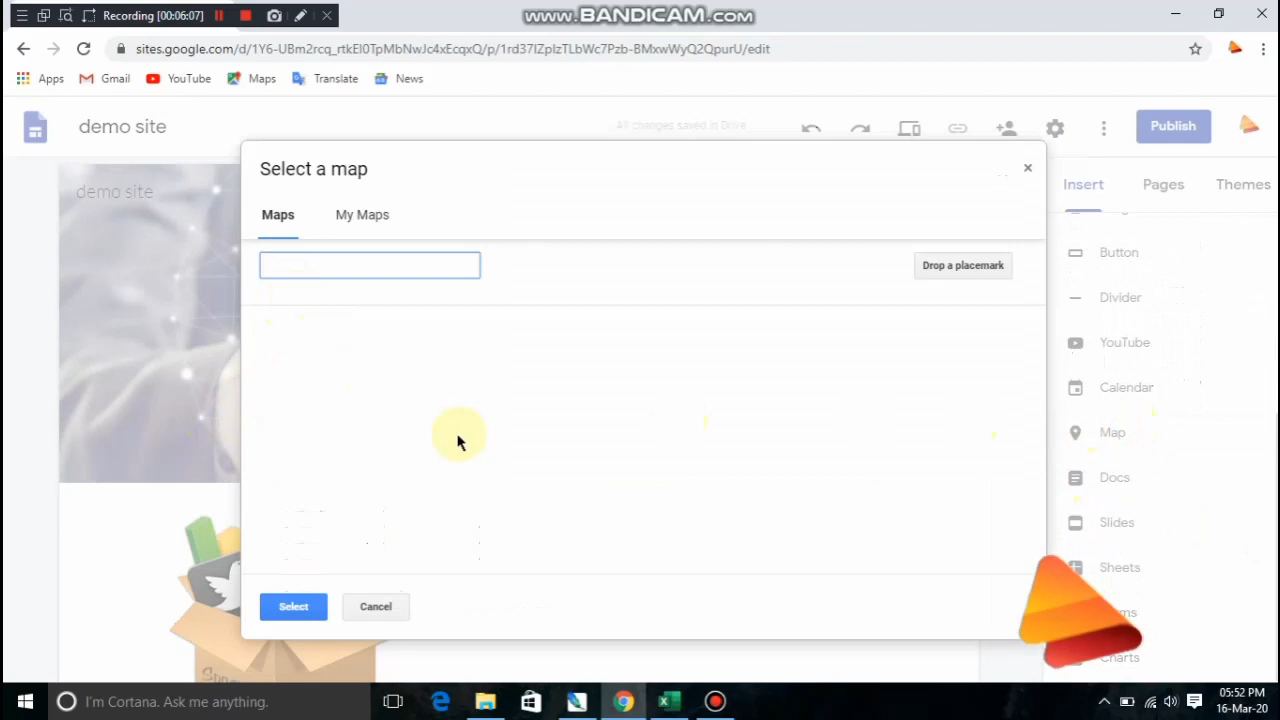 Recording [00:06:07]
www.BANDICAM.com
sites.google.com/d/1Y6-UBm2rcq_rtkEI0TpMbNwJc4xEcqxQ/p/1rd37IZpIzTLbWc7Pzb-BMxwWyQ2QpurU/edit
Apps Gmail YouTube Maps Translate News
demo site
All changes saved in Drive
Publish
demo site
Select a map
×
Insert Pages Themes
Maps My Maps
Drop a placemark
Button
Divider
YouTube
Calendar
Map
Docs
Slides
Sheets
Charts
Select Cancel
I'm Cortana. Ask me anything.
05:52 PM
16-Mar-20